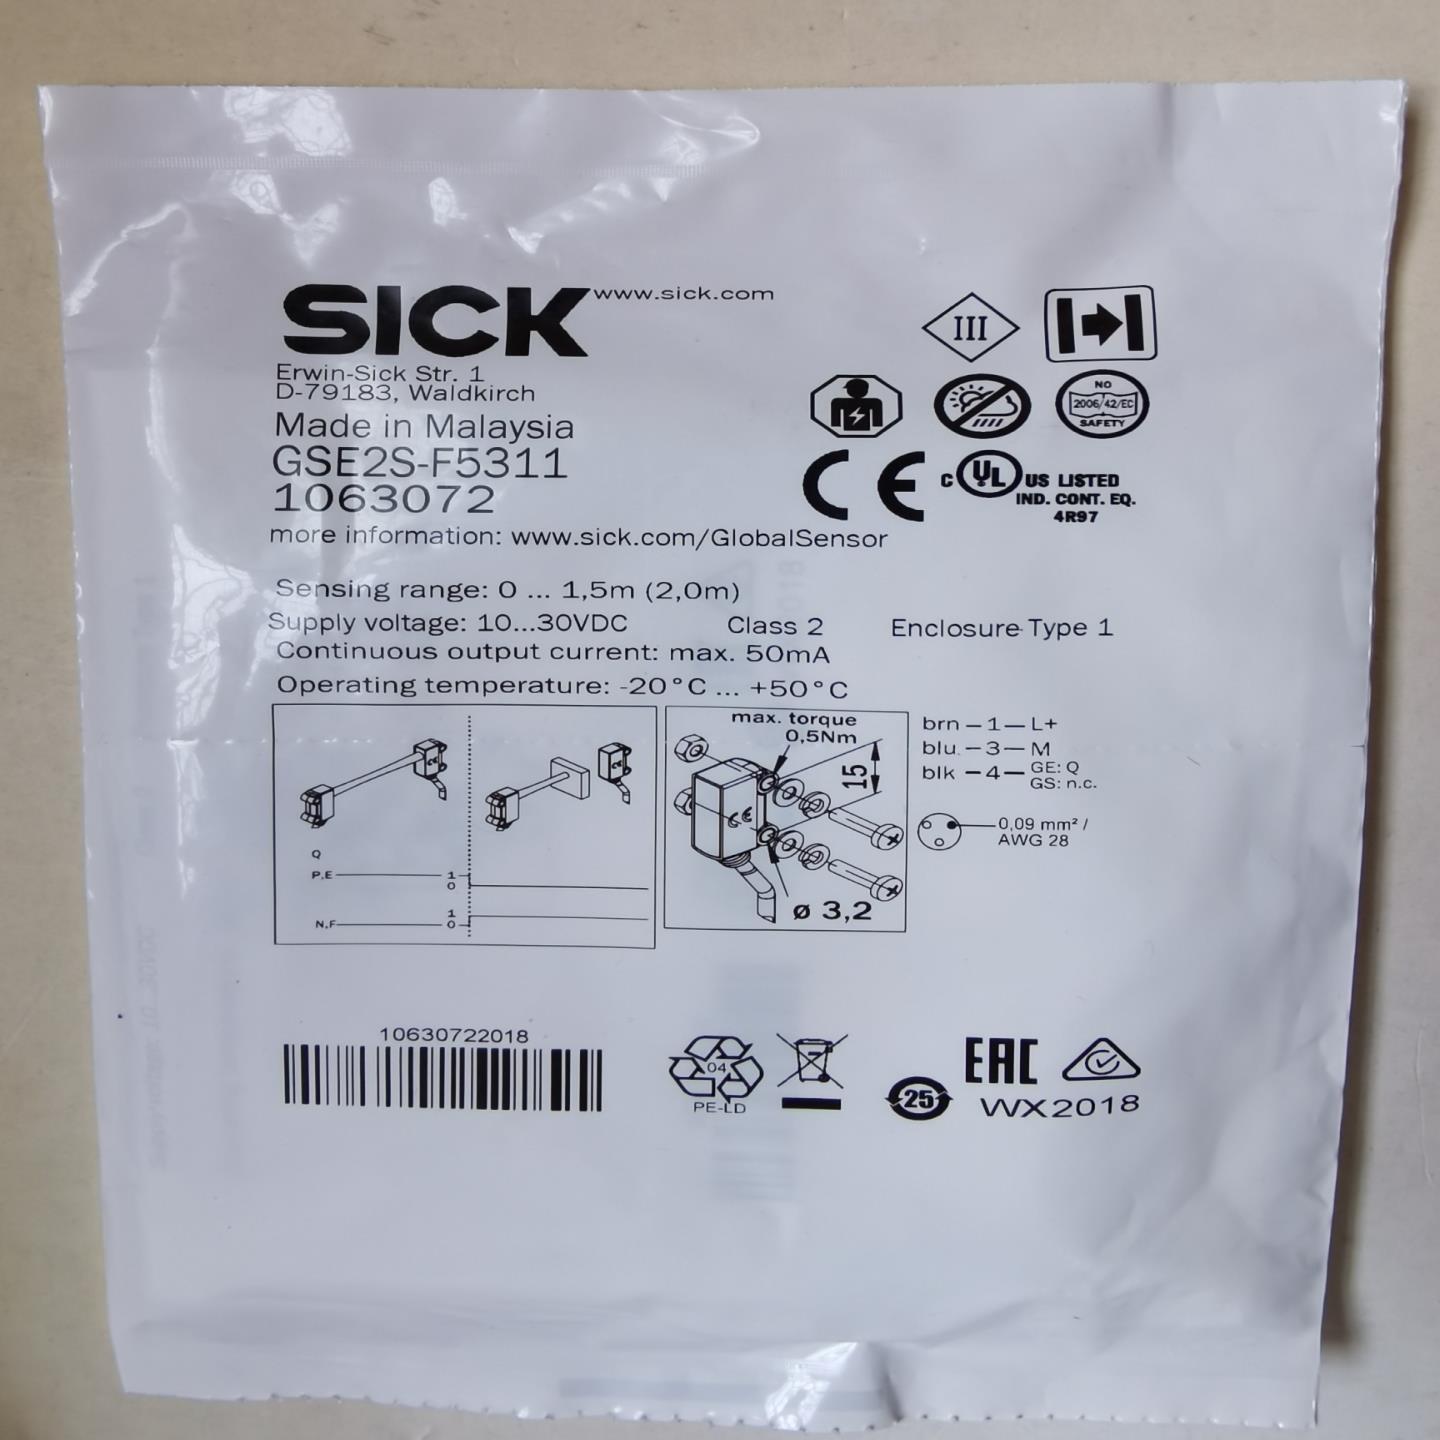 SICK www.sick.com
Erwin-Sick Str. 1
D-79183, Waldkirch
Made in Malaysia
GSE2S-F5311
1063072
more information: www.sick.com/GlobalSensor
III
NO
2006/42/EC
SAFETY
CE
C UL US LISTED
IND. CONT. EQ.
4R97
Sensing range: 0 ... 1,5m (2,0m)
Supply voltage: 10...30VDC Class 2 Enclosure Type 1
Continuous output current: max. 50mA
Operating temperature: -20°C ... +50°C
Q
P,E 1
0
N,F 1
0
max. torque
0,5Nm
15
CE
ø 3,2
brn – 1 – L+
blu – 3 – M
blk – 4 – GE: Q
GS: n.c.
0,09 mm² /
AWG 28
10630722018
04
PE-LD
25
EAC
WX2018